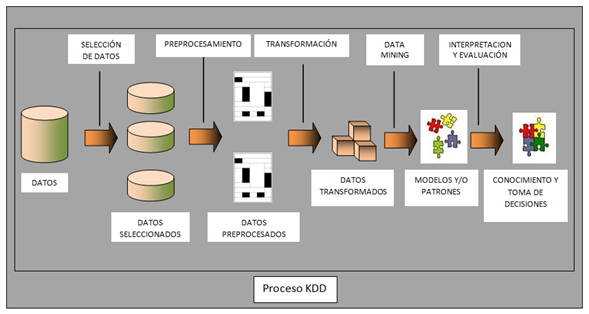 SELECCIÓN
DE DATOS
PREPROCESAMIENTO
TRANSFORMACIÓN
DATA
MINING
INTERPRETACION
Y EVALUACIÓN
DATOS
DATOS
SELECCIONADOS
DATOS
PREPROCESADOS
DATOS
TRANSFORMADOS
MODELOS Y/O
PATRONES
CONOCIMIENTO Y
TOMA DE
DECISIONES
Proceso KDD